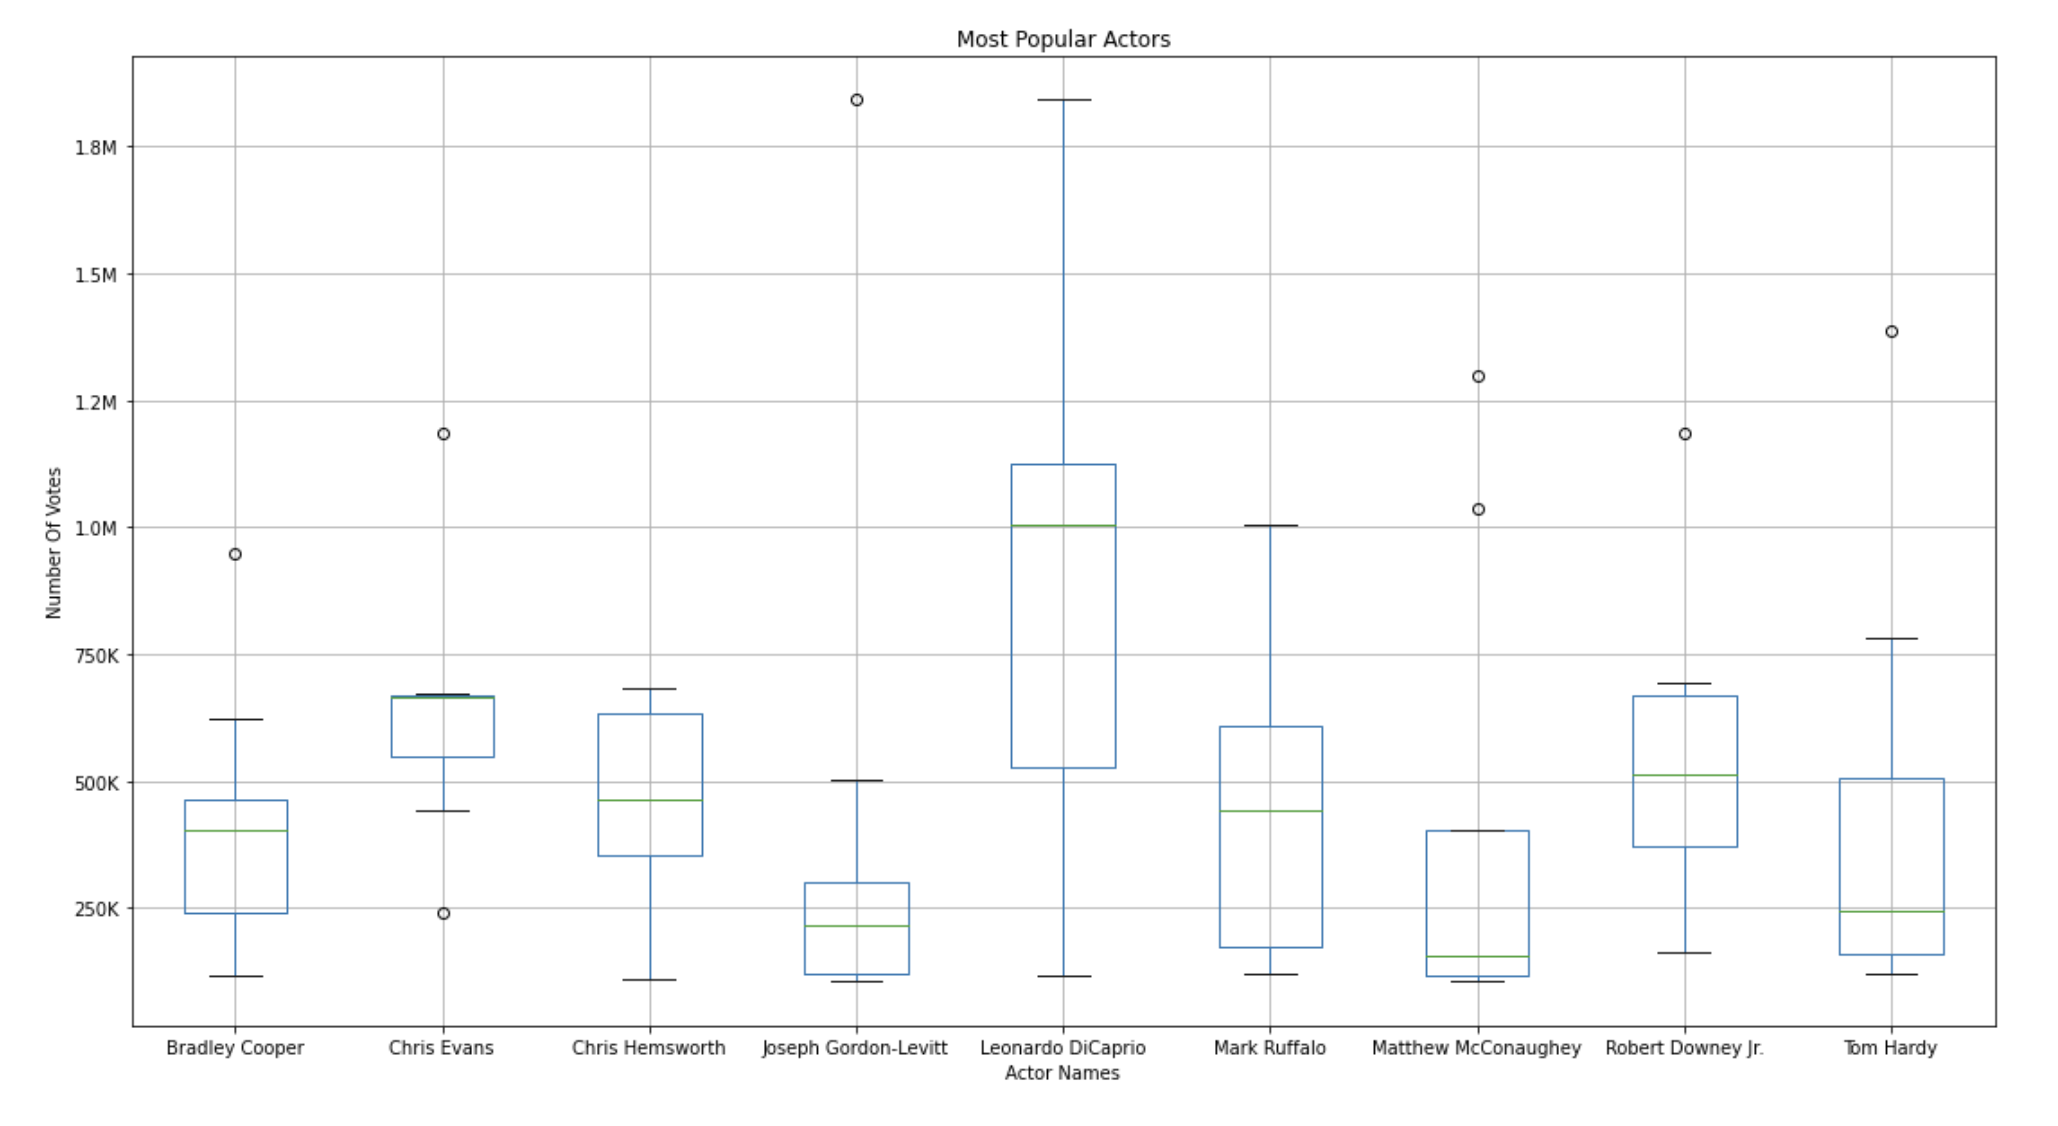 Most Popular Actors
1.8M
1.5M
1.2M
1.0M
750K
500K
250K
Number Of Votes
Bradley Cooper Chris Evans Chris Hemsworth Joseph Gordon-Levitt Leonardo DiCaprio Mark Ruffalo Matthew McConaughey Robert Downey Jr. Tom Hardy
Actor Names